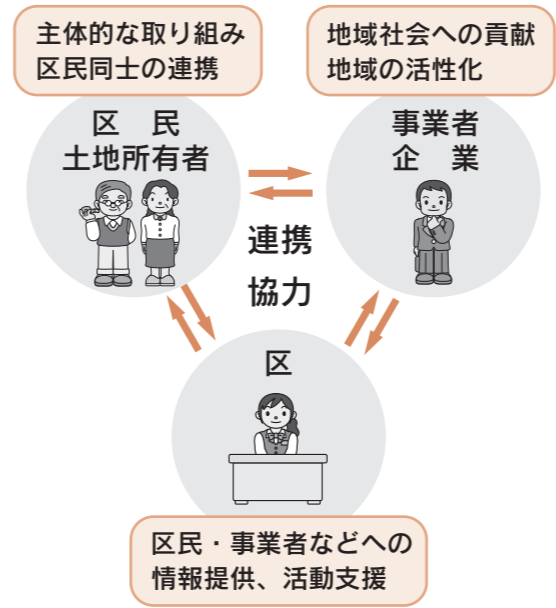 主体的な取り組み
区民同士の連携
地域社会への貢献
地域の活性化
区　民
土地所有者
事業者
企　業
連携
協力
区
区民・事業者などへの
情報提供、活動支援